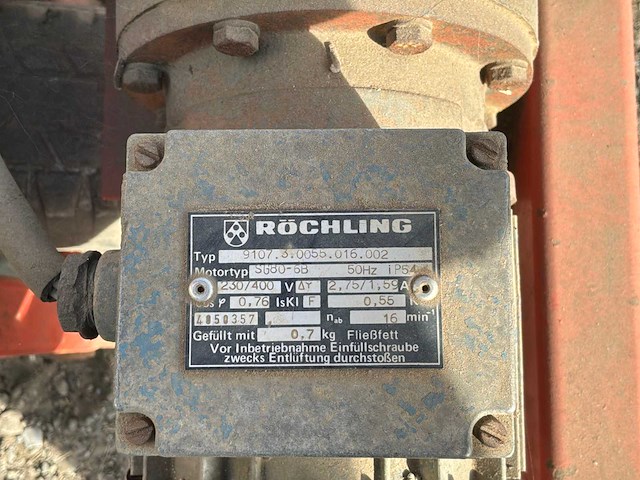 RÖCHLING
Typ 9107.3.0055.016.002
Motortyp SG80-6B 50Hz iP54
230/400 V ΔY 2,75/1,59 A
φ 0,76 IsKl F 0,55 K
4050357 nab 16 min-1
Gefüllt mit 0,7 kg Fließfett
Vor Inbetriebnahme Einfüllschraube
zwecks Entlüftung durchstoßen